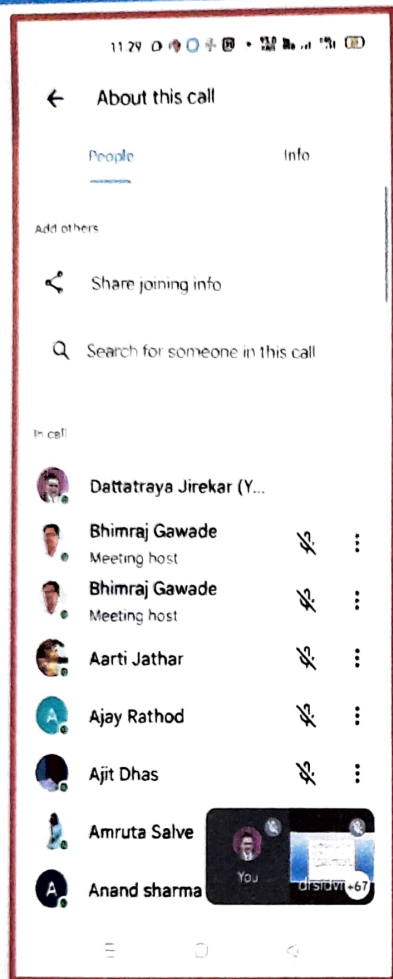 11.29
About this call
People Info
Add others
Share joining info
Search for someone in this call
In call
Dattatraya Jirekar (Y...
Bhimraj Gawade
Meeting host
Bhimraj Gawade
Meeting host
Aarti Jathar
A Ajay Rathod
Ajit Dhas
Amruta Salve
You
+67
A Anand sharma